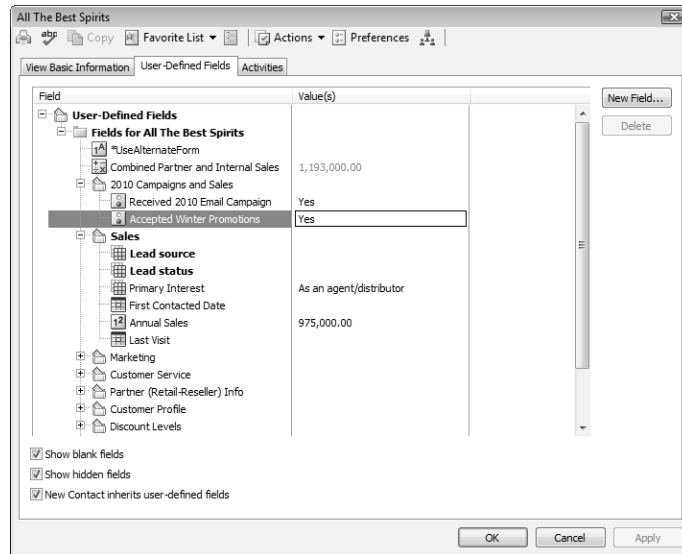 All The Best Spirits
abc Copy Favorite List Actions Preferences
View Basic Information User-Defined Fields Activities
Field Value(s)
New Field...
Delete
User-Defined Fields
Fields for All The Best Spirits
1A *UseAlternateForm
Combined Partner and Internal Sales 1,193,000.00
2010 Campaigns and Sales
Received 2010 Email Campaign Yes
Accepted Winter Promotions Yes
Sales
Lead source
Lead status
Primary Interest As an agent/distributor
First Contacted Date
12 Annual Sales 975,000.00
Last Visit
Marketing
Customer Service
Partner (Retail-Reseller) Info
Customer Profile
Discount Levels
Show blank fields
Show hidden fields
New Contact inherits user-defined fields
OK Cancel Apply